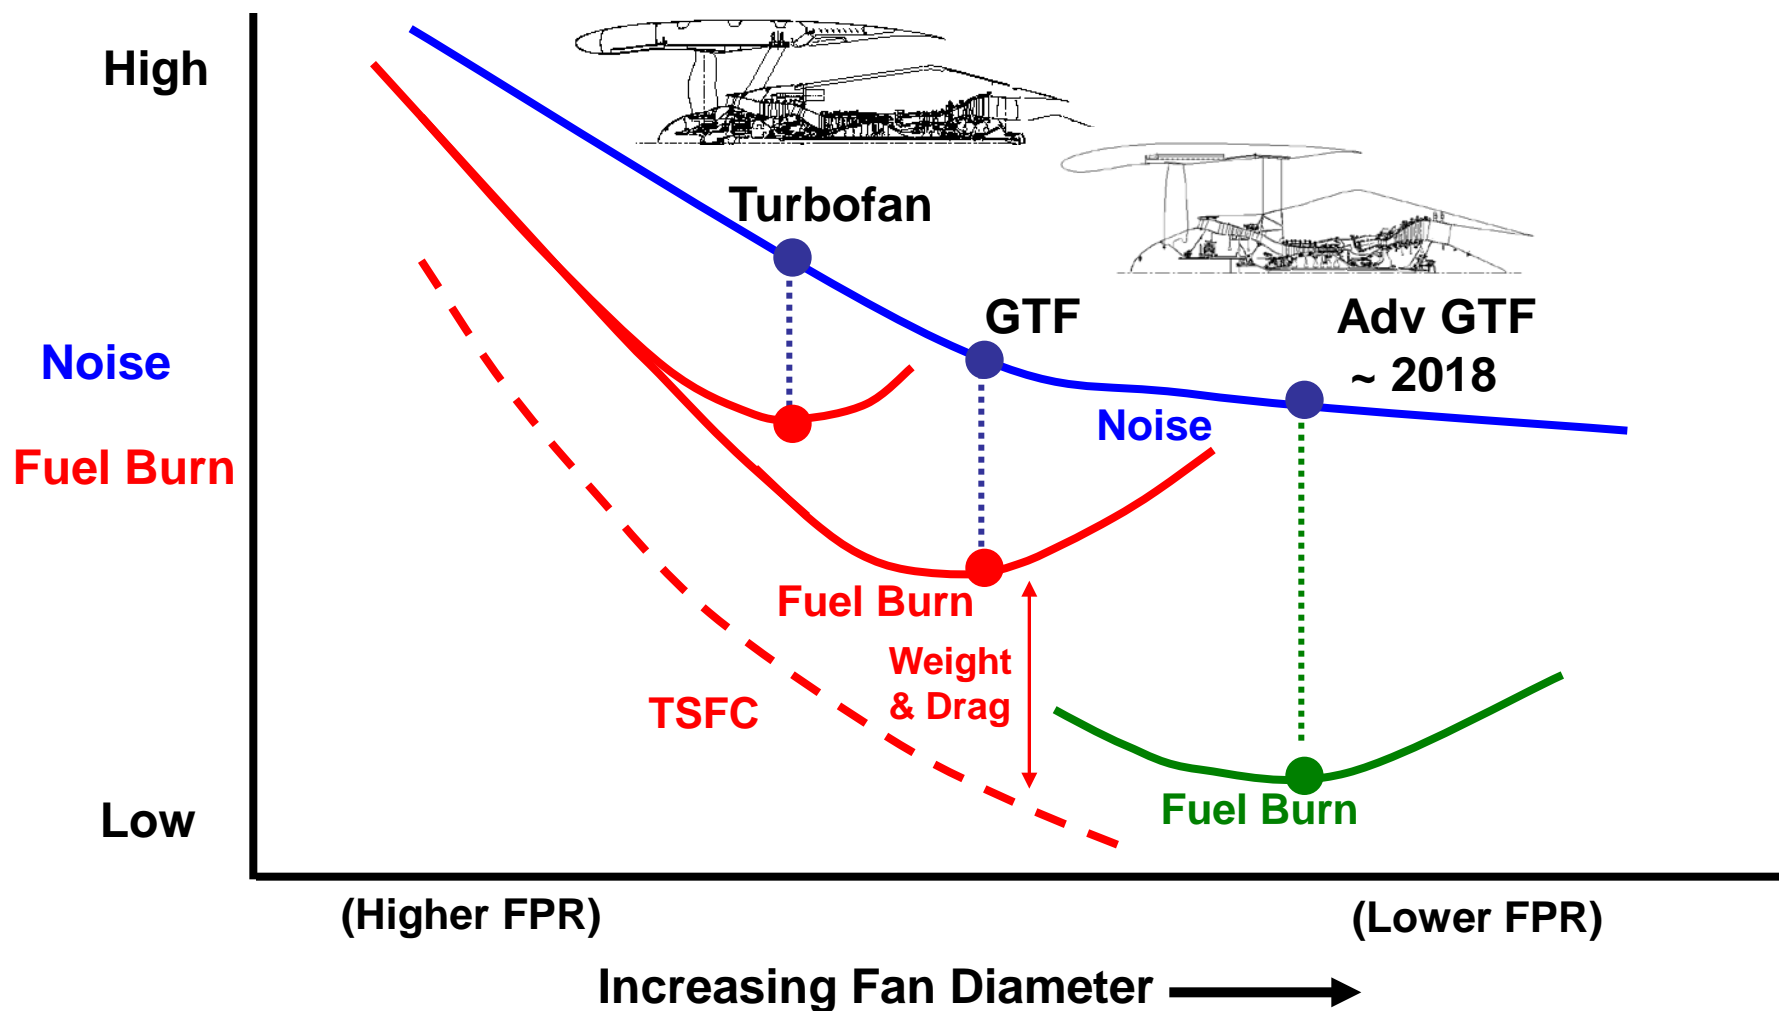 High
Turbofan
GTF
Adv GTF
~ 2018
Noise
Noise
Fuel Burn
Fuel Burn
Weight
& Drag
TSFC
Fuel Burn
Low
(Higher FPR)
(Lower FPR)
Increasing Fan Diameter